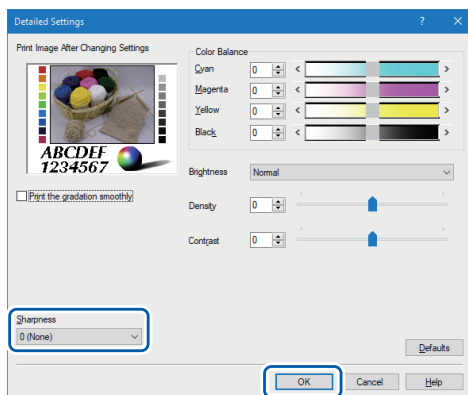 Detailed Settings
Print Image After Changing Settings
ABCDEF
1234567
Print the gradation smoothly
Sharpness
0 (None)
Color Balance
Cyan 0
Magenta 0
Yellow 0
Black 0
Brightness Normal
Density 0
Contrast 0
Defaults
OK Cancel Help